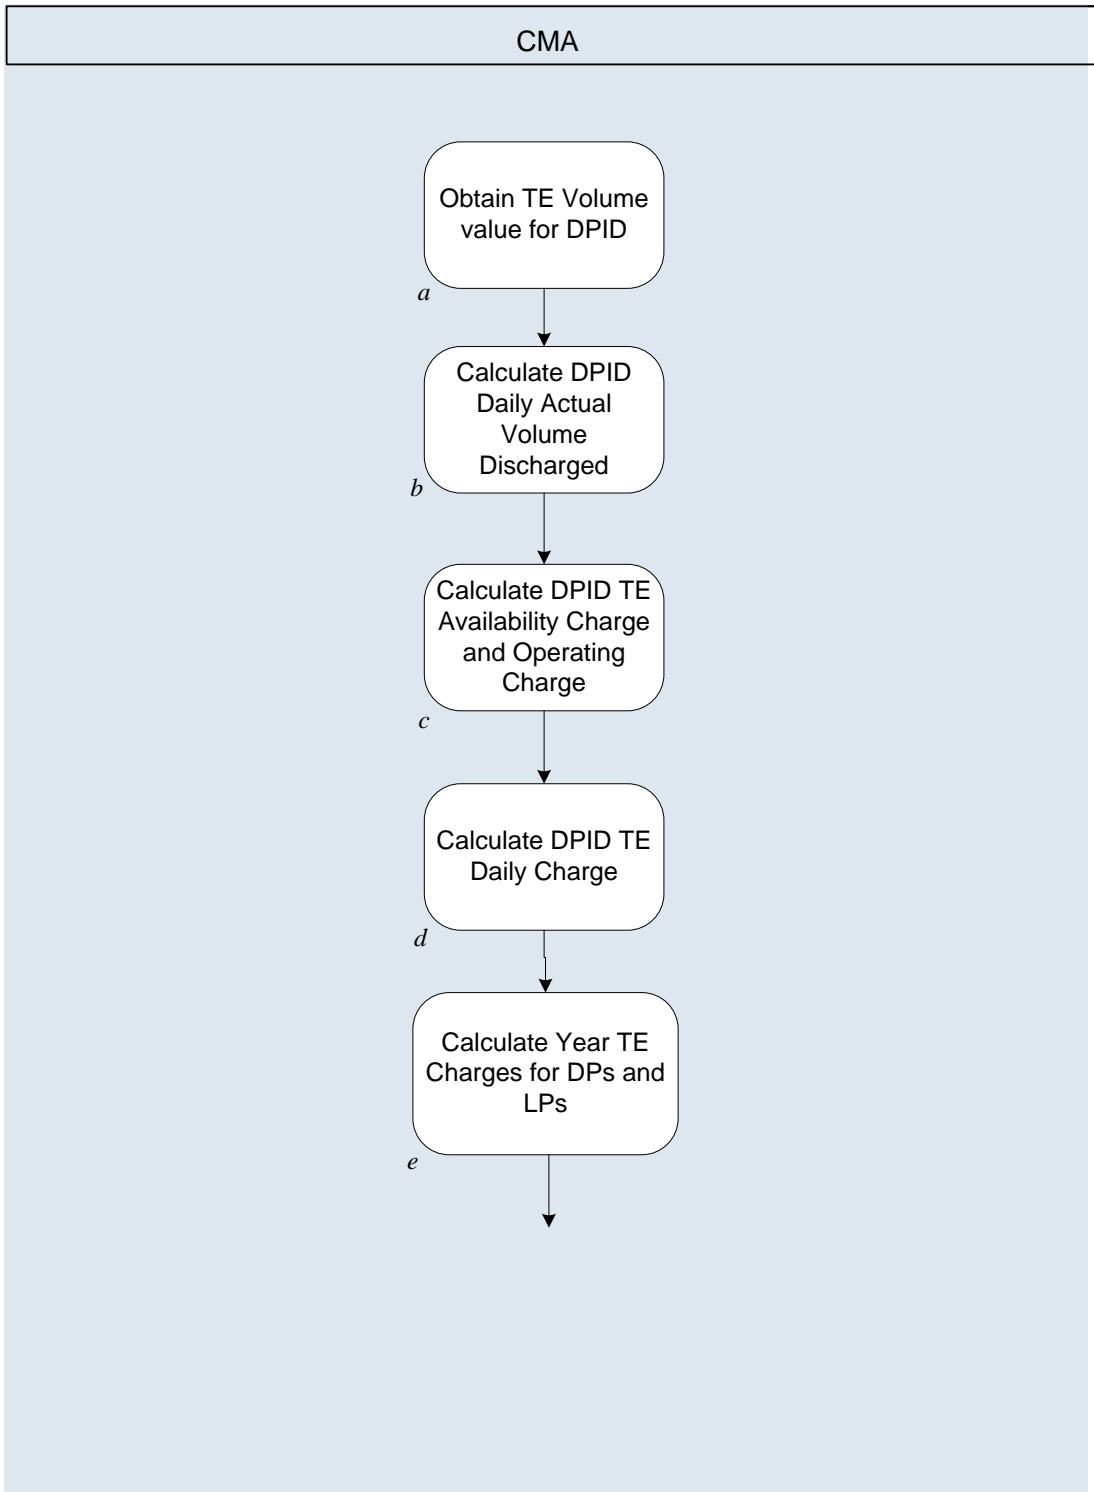 CMA
Obtain TE Volume
value for DPID
a
Calculate DPID
Daily Actual
Volume
Discharged
b
Calculate DPID TE
Availability Charge
and Operating
Charge
c
Calculate DPID TE
Daily Charge
d
Calculate Year TE
Charges for DPs and
LPs
e